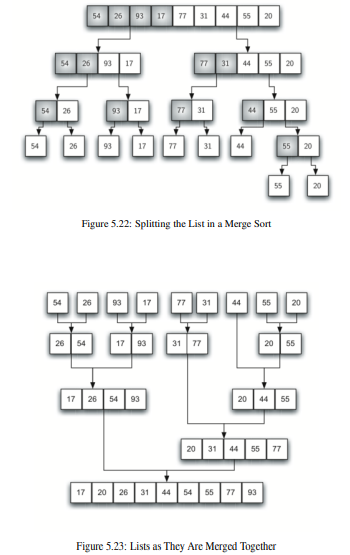 54 26 93 17 77 31 44 55 20
54 26 93 17 77 31 44 55 20
54 26 93 17 77 31 44 55 20
54 26 93 17 77 31 44 55 20
55 20
Figure 5.22: Splitting the List in a Merge Sort
54 26 93 17 77 31 44 55 20
26 54 17 93 31 77 20 55
17 26 54 93 20 44 55
20 31 44 55 77
17 20 26 31 44 54 55 77 93
Figure 5.23: Lists as They Are Merged Together